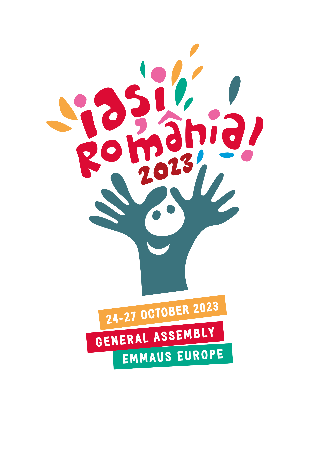 iași
România!
2023
24-27 OCTOBER 2023
GENERAL ASSEMBLY
EMMAUS EUROPE